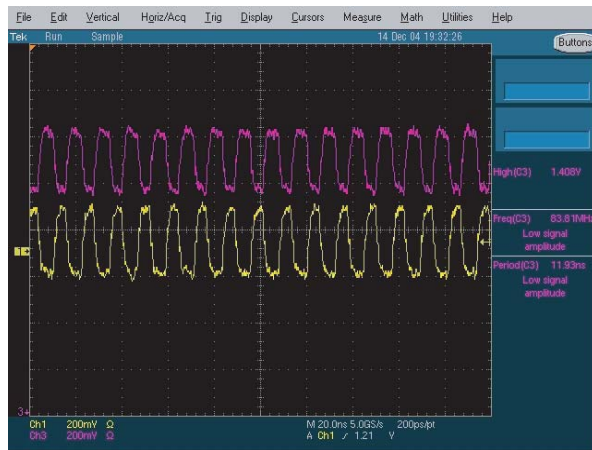 File Edit Vertical Horiz/Acq Trig Display Cursors Measure Math Utilities Help
Tek Run Sample 14 Dec 04 19:32:26 Buttons
High(C3) 1.408V
Freq(C3) 83.81MHz
Low signal
amplitude
Period(C3) 11.93ns
Low signal
amplitude
1
3
Ch1 200mV Ω M 20.0ns 5.0GS/s 200ps/pt
Ch3 200mV Ω A Ch1 / 1.21 V